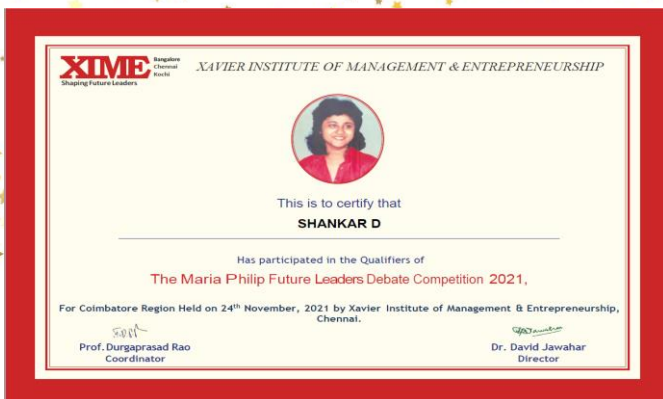 XIME
Bangalore
Chennai
Kochi
Shaping Future Leaders
XAVIER INSTITUTE OF MANAGEMENT & ENTREPRENEURSHIP
This is to certify that
SHANKAR D
Has participated in the Qualifiers of
The Maria Philip Future Leaders Debate Competition 2021,
For Coimbatore Region Held on 24th November, 2021 by Xavier Institute of Management & Entrepreneurship,
Chennai.
Prof. Durgaprasad Rao
Coordinator
Dr. David Jawahar
Director